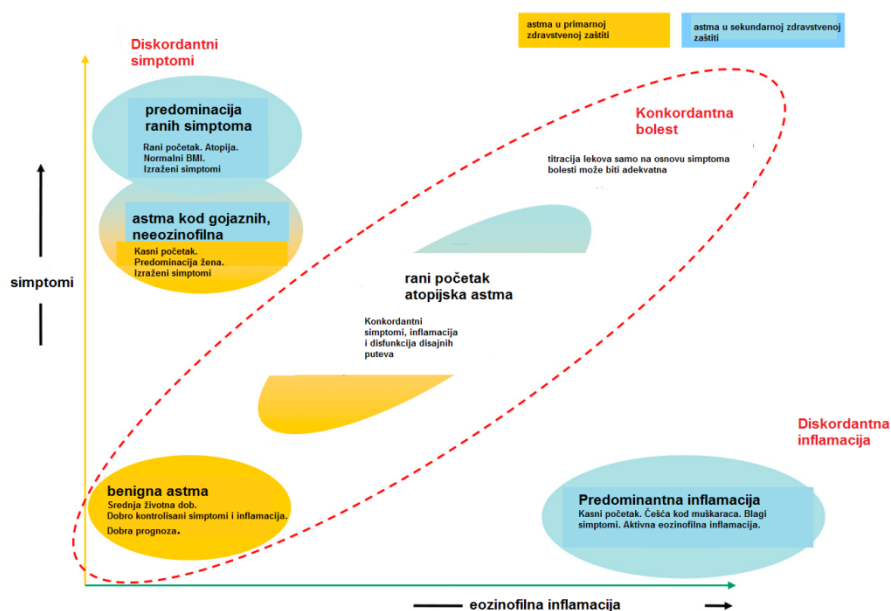 astma u primarnoj
zdravstvenoj zaštiti
astma u sekundarnoj zdravstvenoj
zaštiti
Diskordantni
simptomi
predominacija
ranih simptoma
Rani početak. Atopija.
Normalni BMI.
Izraženi simptomi
astma kod gojaznih,
neeozinofilna
Kasni početak.
Predominacija žena.
Izraženi simptomi
simptomi
Konkordantna
bolest
titracija lekova samo na osnovu simptoma
bolesti može biti adekvatna
rani početak
atopijska astma
Konkordantni
simptomi, inflamacija
i disfunkcija disajnih
puteva
Diskordantna
inflamacija
benigna astma
Srednja životna dob.
Dobro kontrolisani simptomi i inflamacija.
Dobra prognoza.
Predominantna inflamacija
Kasni početak. Češća kod muškaraca. Blagi
simptomi. Aktivna eozinofilna inflamacija.
eozinofilna inflamacija